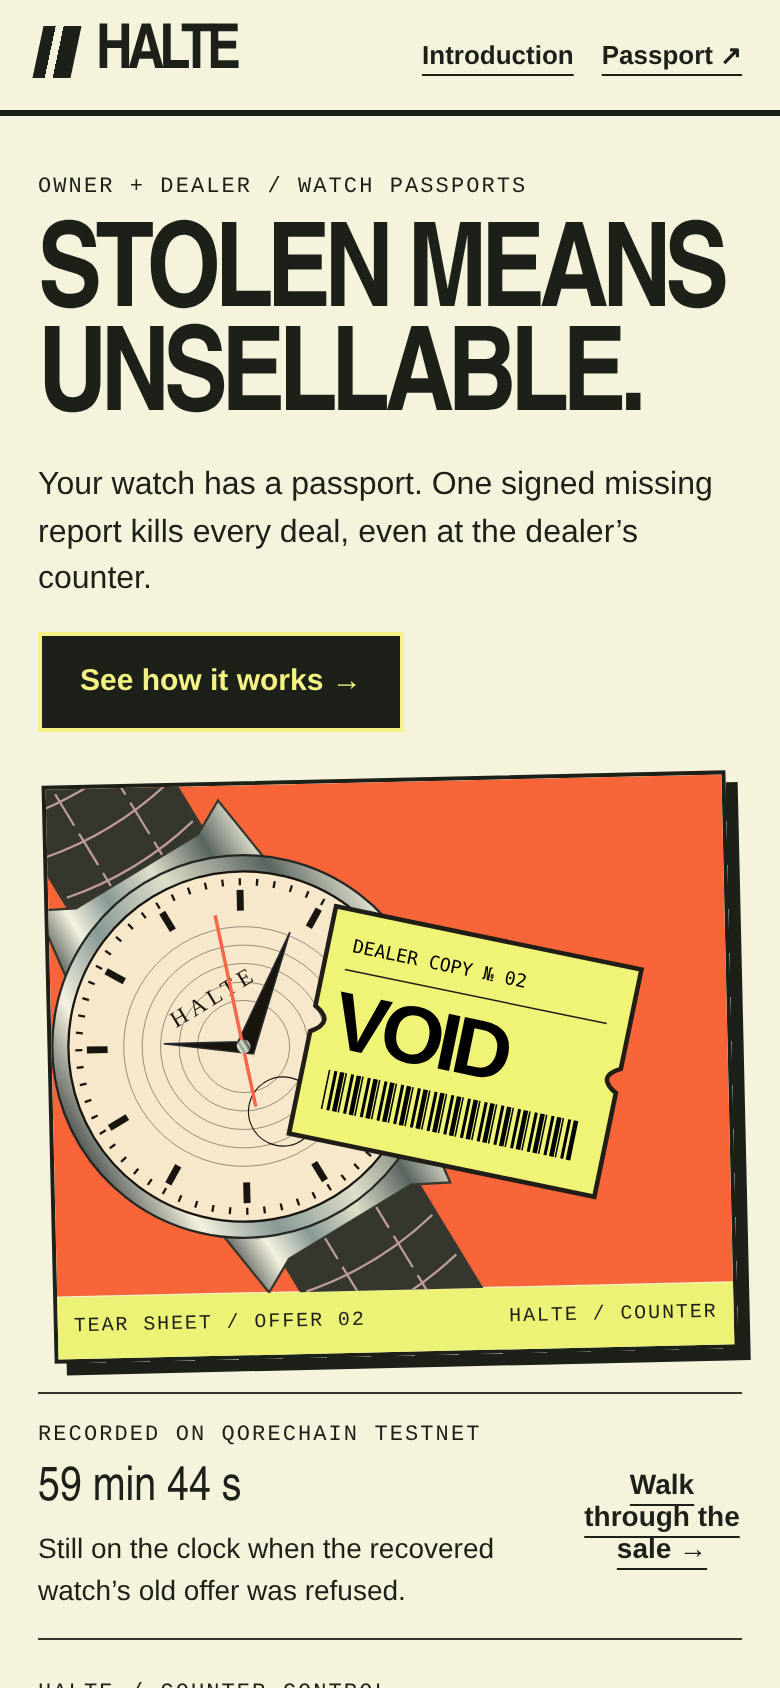 HALTE
Introduction Passport ↗
OWNER + DEALER / WATCH PASSPORTS
STOLEN MEANS
UNSELLABLE.
Your watch has a passport. One signed missing
report kills every deal, even at the dealer’s
counter.
See how it works →
HALTE
DEALER COPY № 02
VOID
TEAR SHEET / OFFER 02
HALTE / COUNTER
RECORDED ON QORECHAIN TESTNET
59 min 44 s
Still on the clock when the recovered
watch’s old offer was refused.
Walk
through the
sale →
HALTE / COUNTER CONTROL